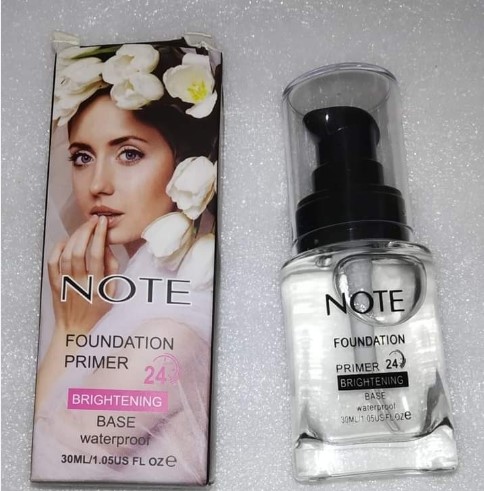 NOTE
FOUNDATION
PRIMER 24
BRIGHTENING
BASE
waterproof
30ML/1.05US FL OZ℮
NOTE
FOUNDATION
PRIMER 24
BRIGHTENING
BASE
waterproof
30ML/1.05US FL OZ℮